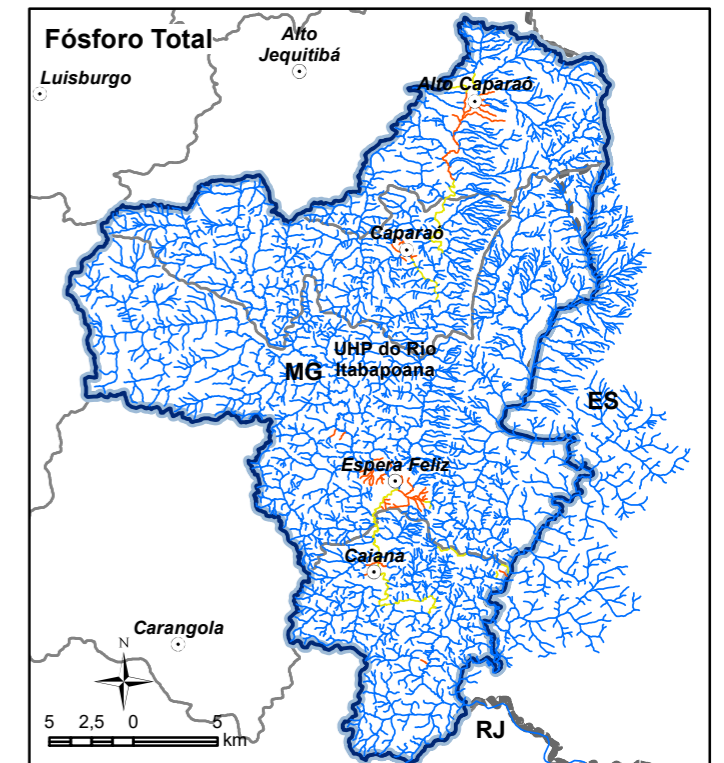 Fósforo Total
Alto
Jequitibá
Luisburgo
Alto Caparaó
Caparaó
UHP do Rio
Itabapoana
MG
ES
Espera Feliz
Caiana
Carangola
N
5 2,5 0 5
km
RJ